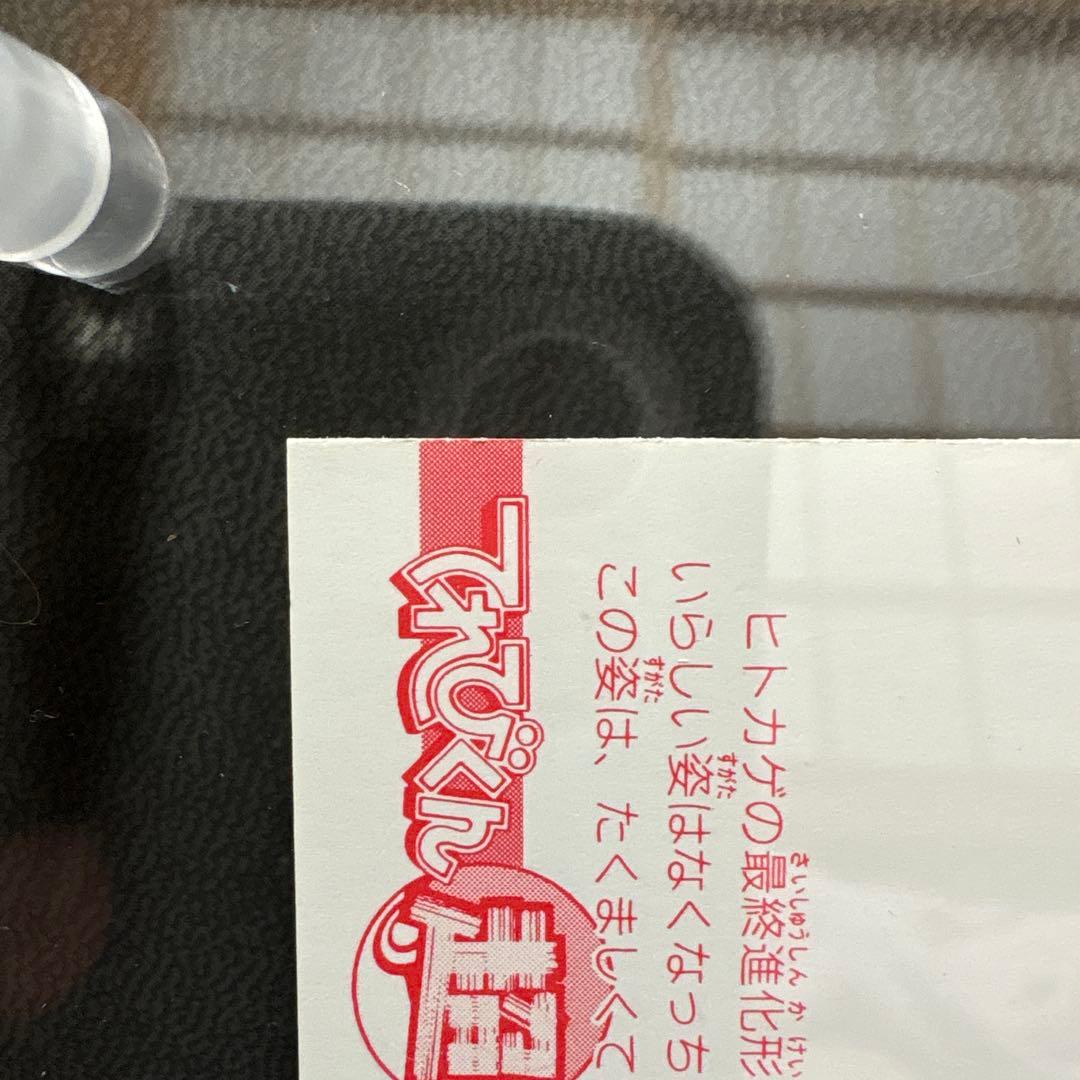 ヒトカゲの最終進化形
いらしい姿はなくなっち
この姿は、たくましくて
てれびくん